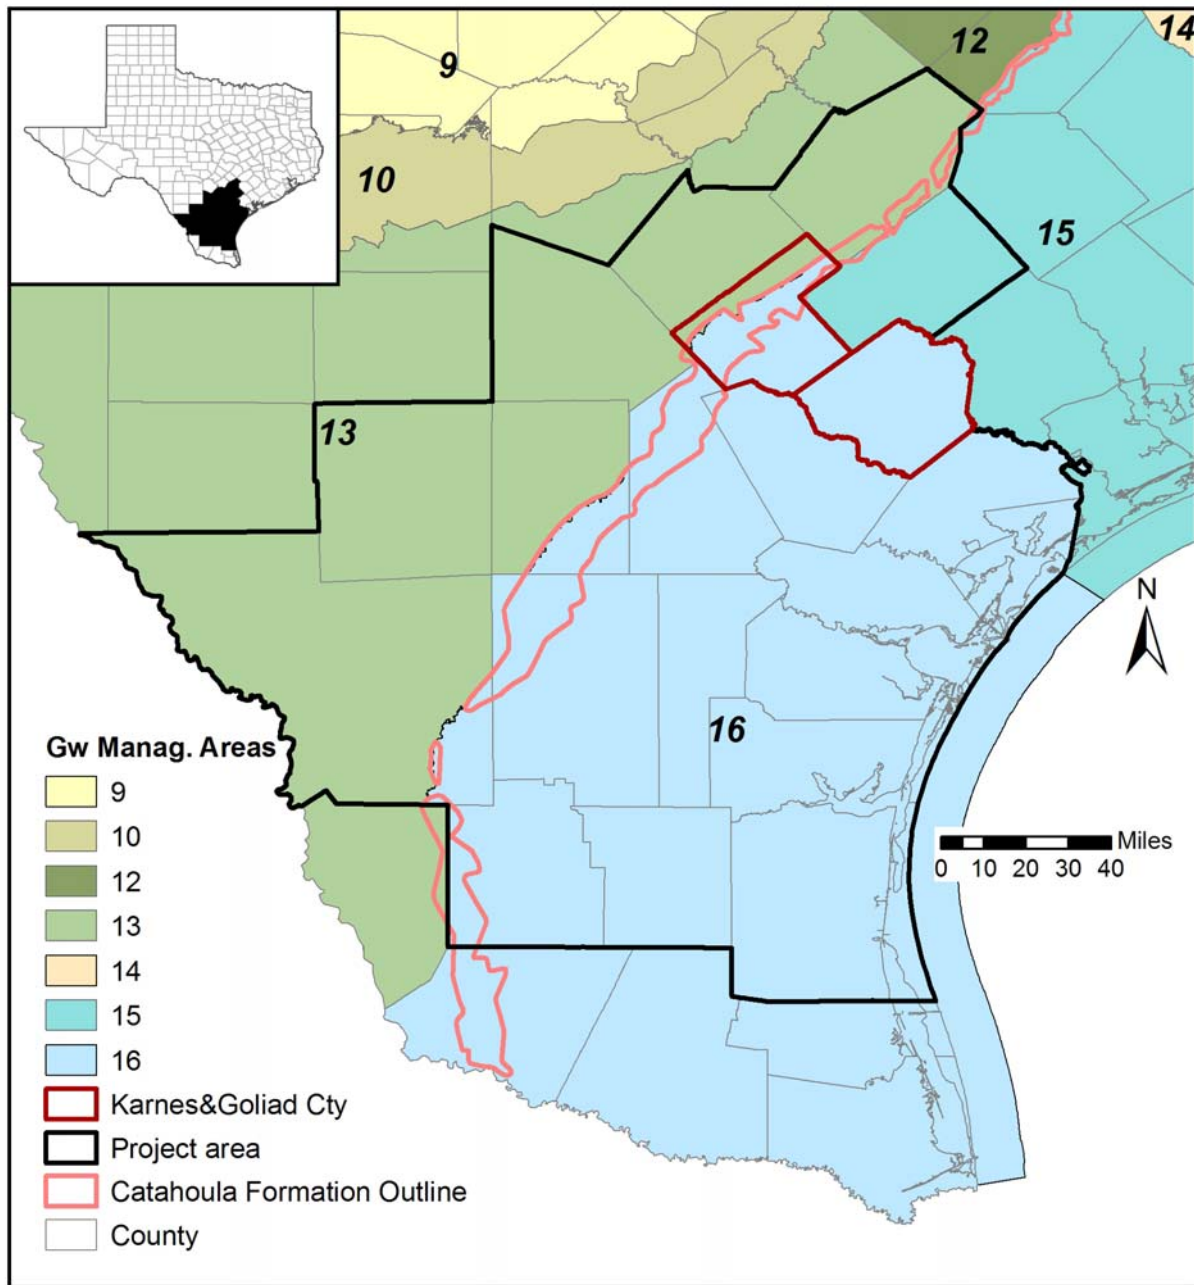 14
12
9
10
15
13
N
16
Gw Manag. Areas
9
10
12
13
14
15
16
Karnes&Goliad Cty
Project area
Catahoula Formation Outline
County
Miles
0 10 20 30 40